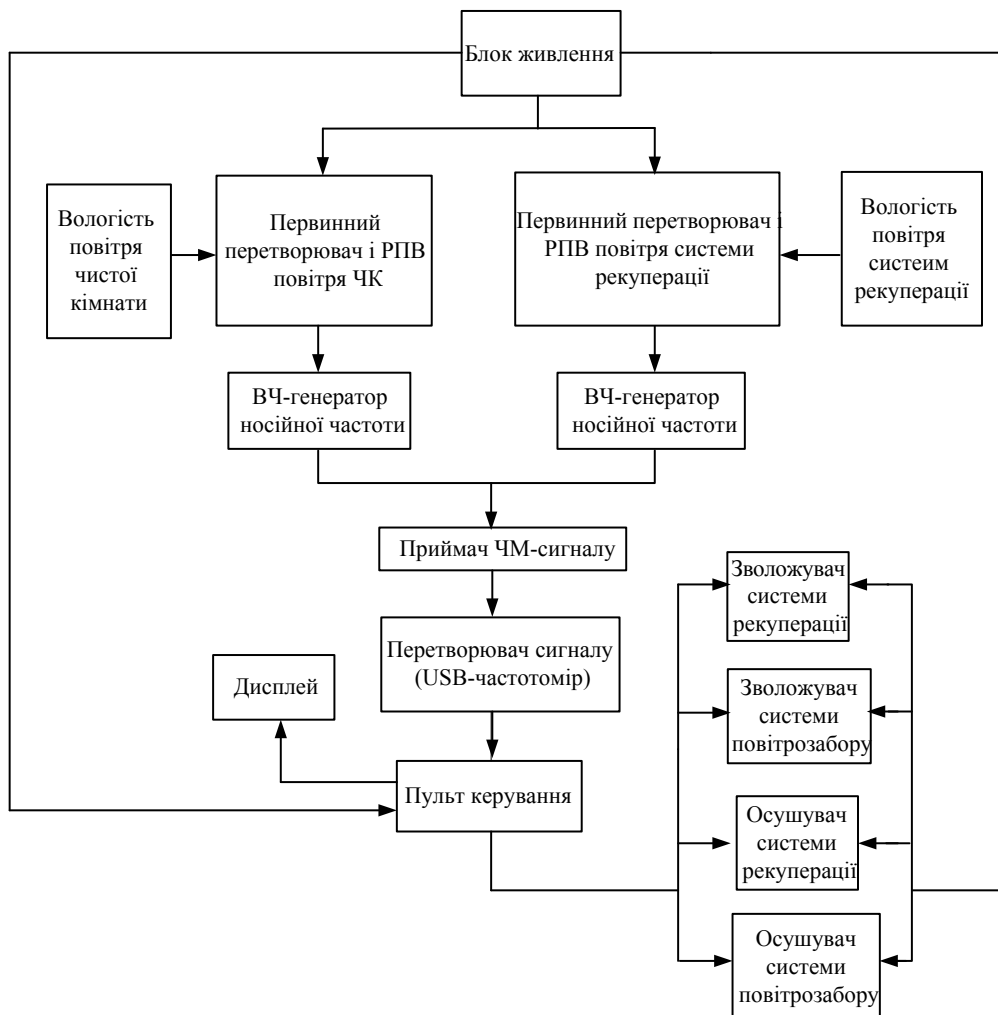 Блок живлення
Вологість
повітря
чистої
кімнати
Первинний
перетворювач і РПВ
повітря ЧК
Первинний перетворювач і
РПВ повітря системи
рекуперації
Вологість
повітря
систеим
рекуперації
ВЧ-генератор
носійної частоти
ВЧ-генератор
носійної частоти
Приймач ЧМ-сигналу
Перетворювач сигналу
(USB-частотомір)
Дисплей
Пульт керування
Зволожувач
системи
рекуперації
Зволожувач
системи
повітрозабору
Осушувач
системи
рекуперації
Осушувач
системи
повітрозабору